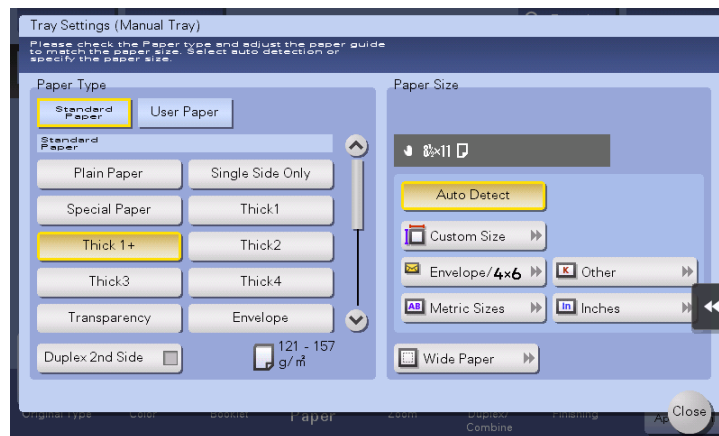 Tray Settings (Manual Tray)
Please check the Paper type and adjust the paper guide
to match the paper size. Select auto detection or
specify the paper size.
Paper Type
Standard
Paper
User Paper
Standard
Paper
Plain Paper
Single Side Only
Special Paper
Thick1
Thick 1+
Thick2
Thick3
Thick4
Transparency
Envelope
Duplex 2nd Side
121 - 157
g/㎡
Paper Size
8½×11
Auto Detect
Custom Size
Envelope/4×6
K Other
AB Metric Sizes
In Inches
Wide Paper
Close
Original Type
Color
Booklet
Paper
Zoom
Duplex/
Combine
Finishing